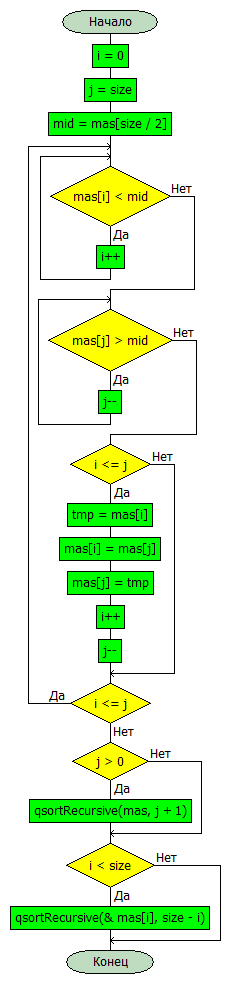 Начало
i = 0
j = size
mid = mas[size / 2]
mas[i] < mid
Нет
Да
i++
mas[j] > mid
Нет
Да
j--
i <= j
Нет
Да
tmp = mas[i]
mas[i] = mas[j]
mas[j] = tmp
i++
j--
Да
i <= j
Нет
j > 0
Нет
Да
qsortRecursive(mas, j + 1)
i < size
Нет
Да
qsortRecursive(& mas[i], size - i)
Конец